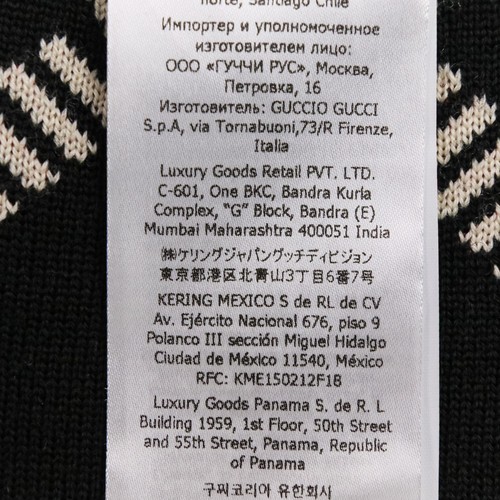 norte, Santiago Chile
Импортер и уполномоченное
изготовителем лицо:
ООО «ГУЧЧИ РУС», Москва,
Петровка, 16
Изготовитель: GUCCIO GUCCI
S.p.A, via Tornabuoni,73/R Firenze,
Italia
Luxury Goods Retail PVT. LTD.
C-601, One BKC, Bandra Kurla
Complex, "G" Block, Bandra (E)
Mumbai Maharashtra 400051 India
㈱ケリングジャパングッチディビジョン
東京都港区北青山3丁目6番7号
KERING MEXICO S de RL de CV
Av. Ejército Nacional 676, piso 9
Polanco III sección Miguel Hidalgo
Ciudad de México 11540, México
RFC: KME150212F18
Luxury Goods Panama S. de R. L
Building 1959, 1st Floor, 50th Street
and 55th Street, Panama, Republic
of Panama
구찌코리아 유한회사